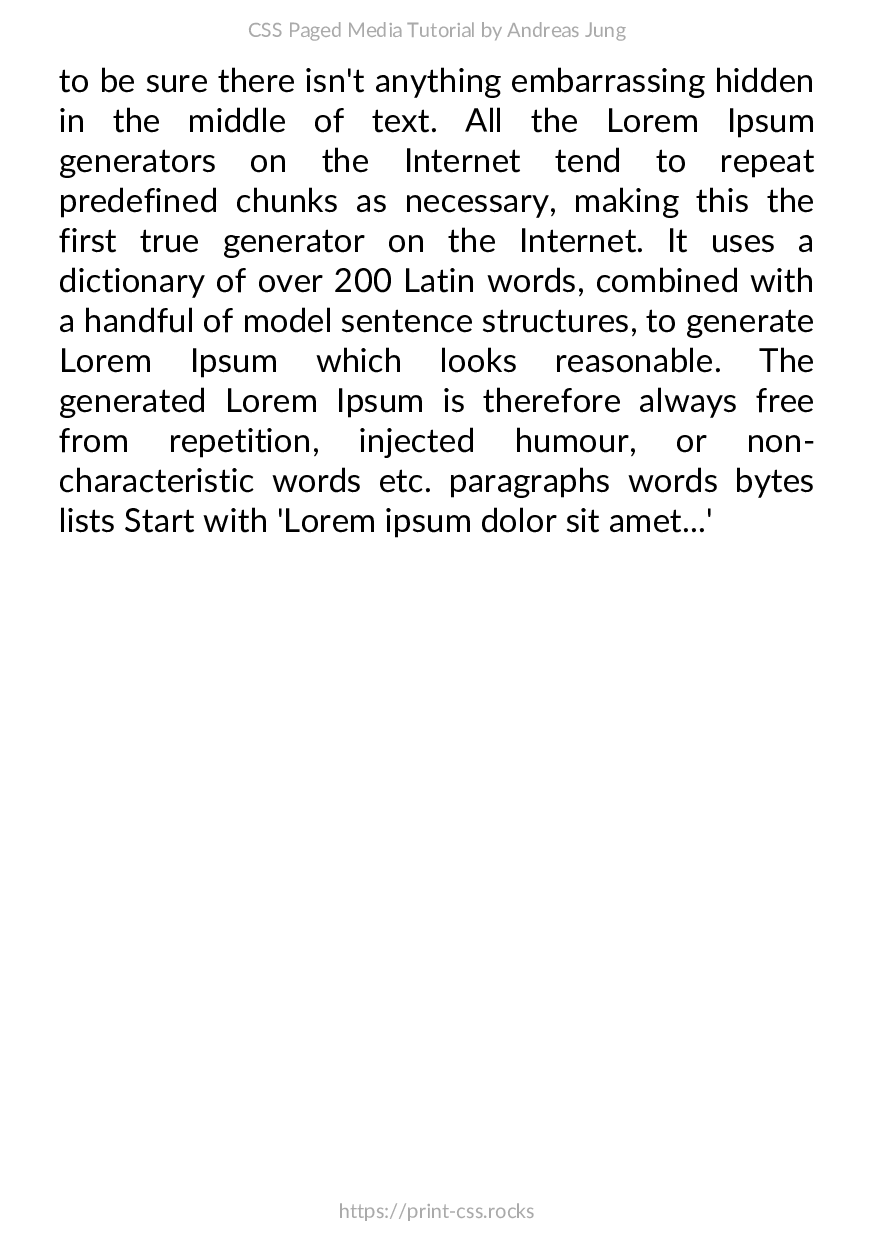 CSS Paged Media Tutorial by Andreas Jung
to be sure there isn't anything embarrassing hidden
in the middle of text. All the Lorem Ipsum
generators on the Internet tend to repeat
predefined chunks as necessary, making this the
first true generator on the Internet. It uses a
dictionary of over 200 Latin words, combined with
a handful of model sentence structures, to generate
Lorem Ipsum which looks reasonable. The
generated Lorem Ipsum is therefore always free
from repetition, injected humour, or non-
characteristic words etc. paragraphs words bytes
lists Start with 'Lorem ipsum dolor sit amet...'
https://print-css.rocks